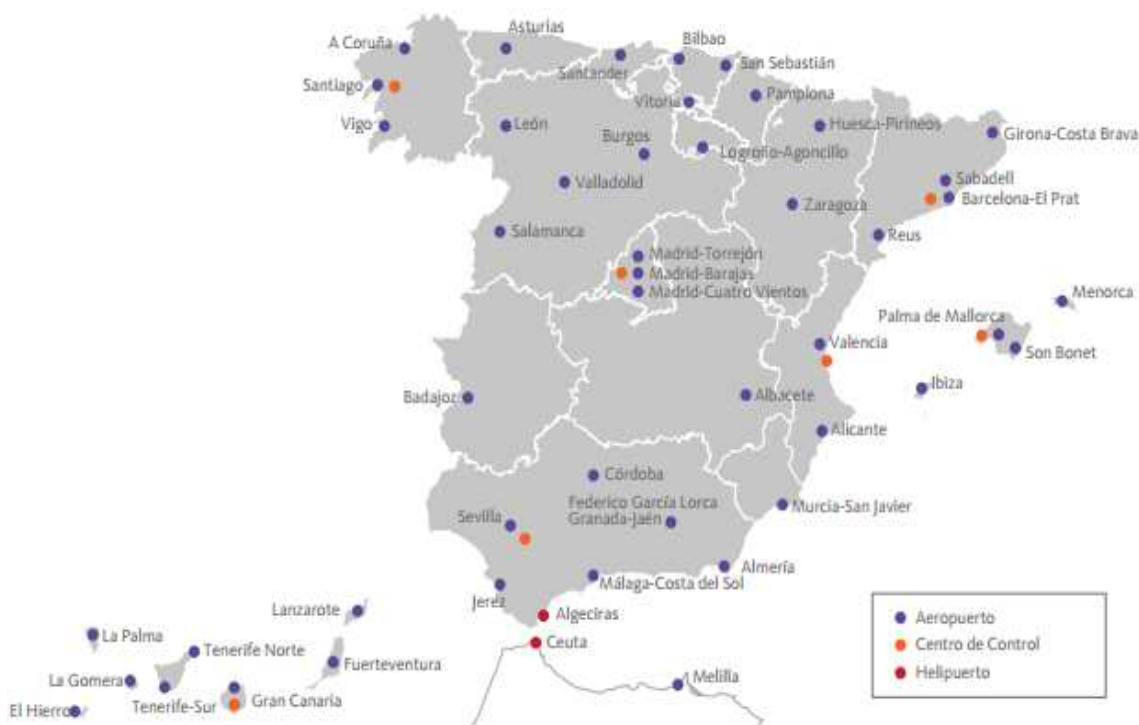 Asturias
Bilbao
A Coruña
San Sebastián
Santander
Santiago
Pamplona
Vitoria
Vigo
León
Huesca-Pirineos
Girona-Costa Brava
Burgos
Logroño-Agoncillo
Valladolid
Sabadell
Barcelona-El Prat
Zaragoza
Salamanca
Reus
Madrid-Torrejón
Madrid-Barajas
Madrid-Cuatro Vientos
Menorca
Palma de Mallorca
Valencia
Son Bonet
Ibiza
Badajoz
Albacete
Alicante
Córdoba
Federico García Lorca
Granada-Jaén
Murcia-San Javier
Sevilla
Almería
Málaga-Costa del Sol
Jerez
Lanzarote
Algeciras
Aeropuerto
La Palma
Ceuta
Centro de Control
Tenerife Norte
Fuerteventura
Helipuerto
La Gomera
Melilla
El Hierro
Tenerife-Sur
Gran Canaria